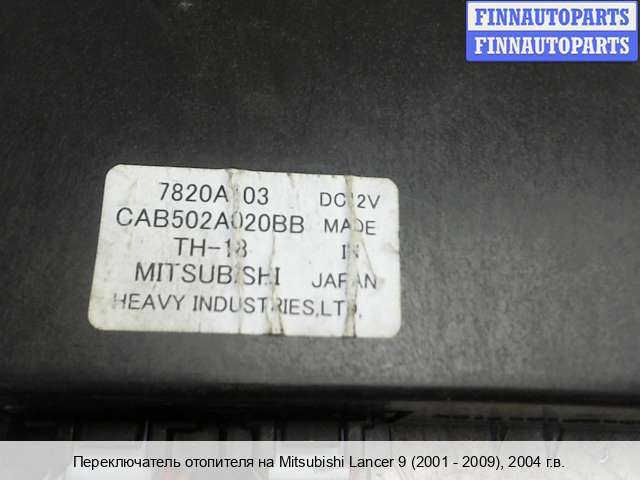 FINNAUTOPARTS
FINNAUTOPARTS
DC12V
CAB502A020BB MADE
TH-18 IN
MITSUBISHI JAPAN
HEAVY INDUSTRIES,LTD.
Переключатель отопителя на Mitsubishi Lancer 9 (2001 - 2009), 2004 г.в.